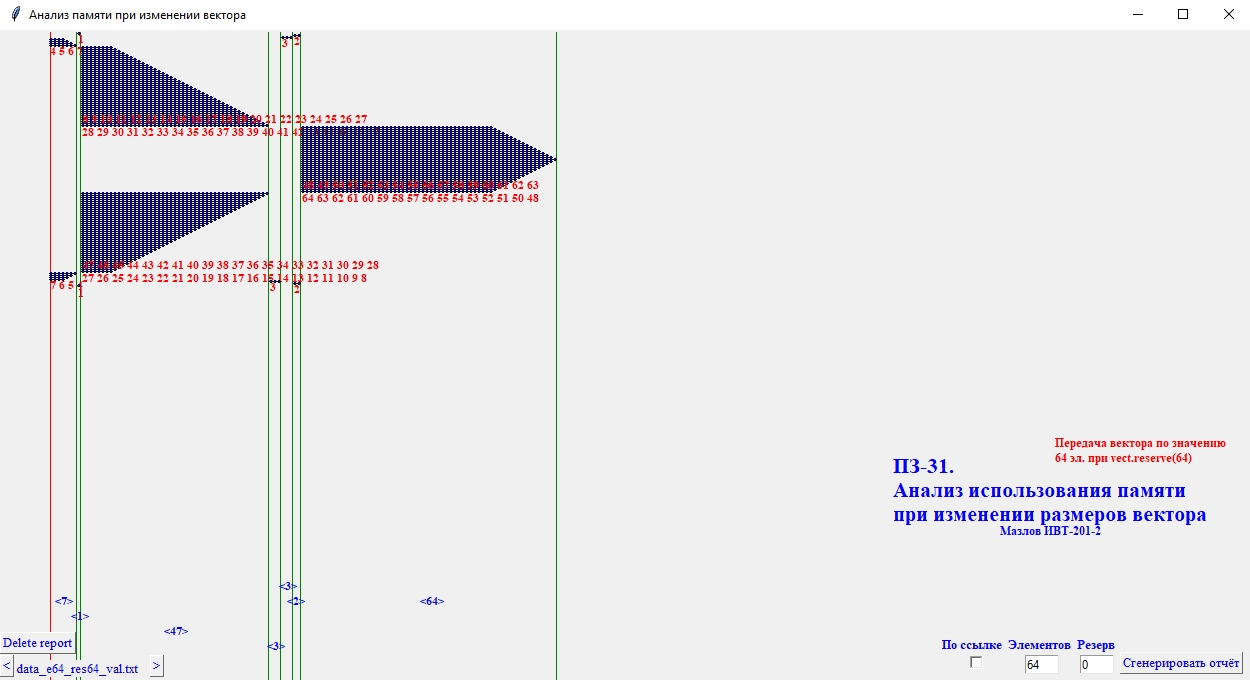 Анализ памяти при изменении вектора
1
3 2
4 5 6
20 21 22 23 24 25 26 27
28 29 30 31 32 33 34 35 36 37 38 39 40 41
61 62 63
64 63 62 61 60 59 58 57 56 55 54 53 52 51 50 48
44 43 42 41 40 39 38 37 36 35 34 33 32 31 30 29 28
27 26 25 24 23 22 21 20 19 18 17 16 15 14 13 12 11 10 9 8
7 6 5
3 2
1
Передача вектора по значению
64 эл. при vect.reserve(64)
ПЗ-31.
Анализ использования памяти
при изменении размеров вектора
Мазлов ИВТ-201-2
<3>
<7> <2> <64>
<1>
<47>
<3>
Delete report
По ссылке Элементов Резерв
< data_e64_res64_val.txt >
64 0 Сгенерировать отчёт